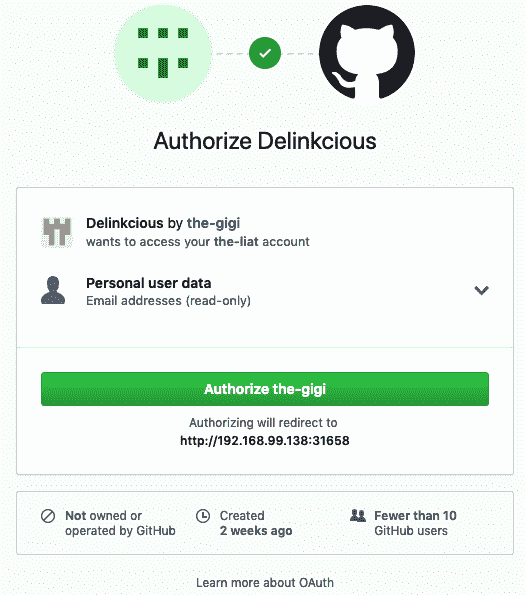 Authorize Delinkcious
Delinkcious by the-gigi
wants to access your the-liat account
Personal user data
Email addresses (read-only)
Authorize the-gigi
Authorizing will redirect to
http://192.168.99.138:31658
Not owned or
operated by GitHub
Created
2 weeks ago
Fewer than 10
GitHub users
Learn more about OAuth